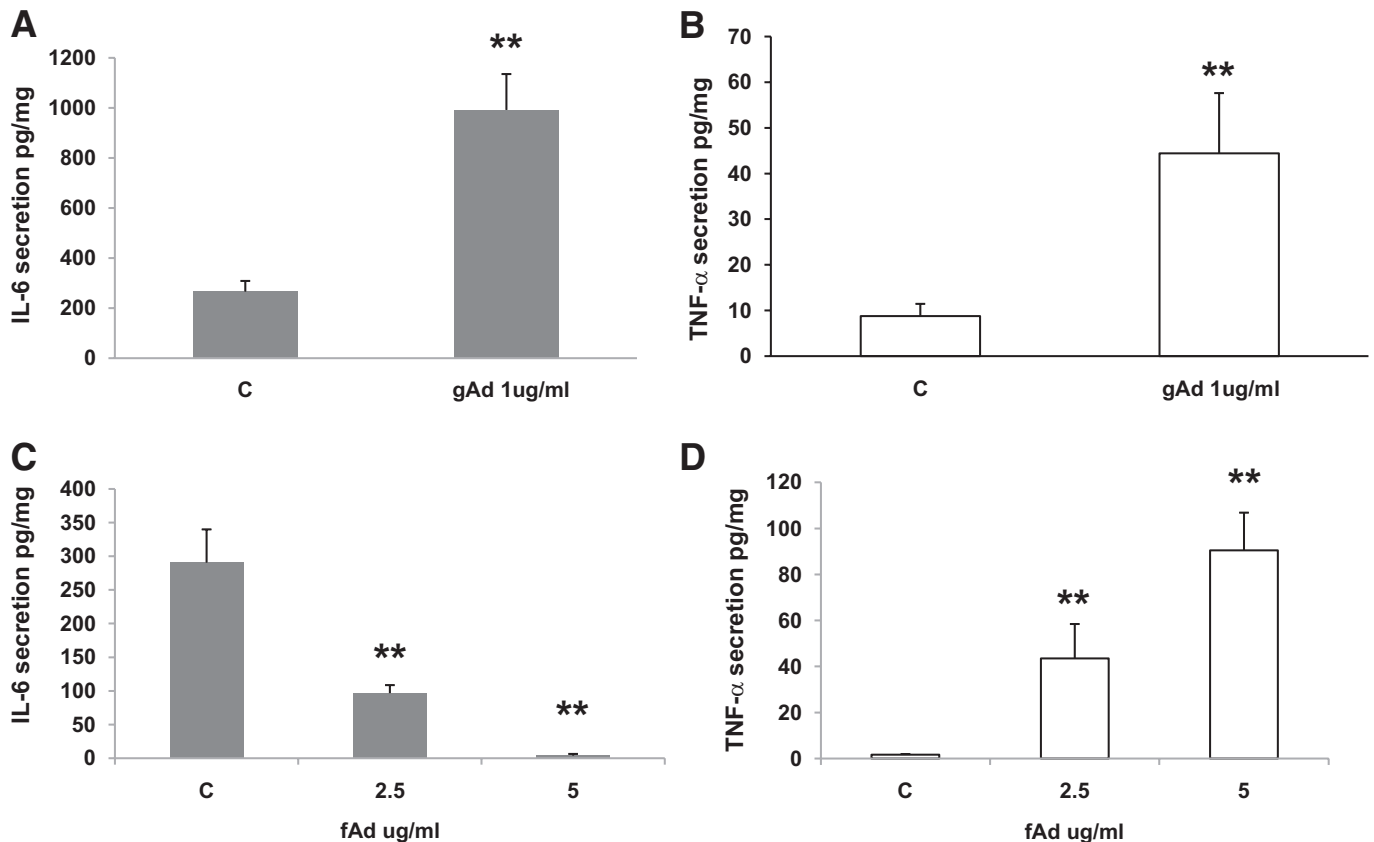 A
IL-6 secretion pg/mg
1200
1000
800
600
400
200
0
**
C
gAd 1ug/ml
B
TNF-α secretion pg/mg
70
60
50
40
30
20
10
0
**
C
gAd 1ug/ml
C
IL-6 secretion pg/mg
400
350
300
250
200
150
100
50
0
**
**
C
2.5
5
fAd ug/ml
D
TNF-α secretion pg/mg
120
100
80
60
40
20
0
**
**
C
2.5
5
fAd ug/ml